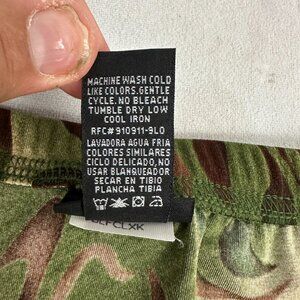 MACHINE WASH COLD
LIKE COLORS. GENTLE
CYCLE. NO BLEACH
TUMBLE DRY LOW
COOL IRON
RFC# 910911-9L0
LAVADORA AGUA FRIA
COLORES SIMILARES
CICLO DELICADO, NO
USAR BLANQUEADOR
SECAR EN TIBIO
PLANCHA TIBIA